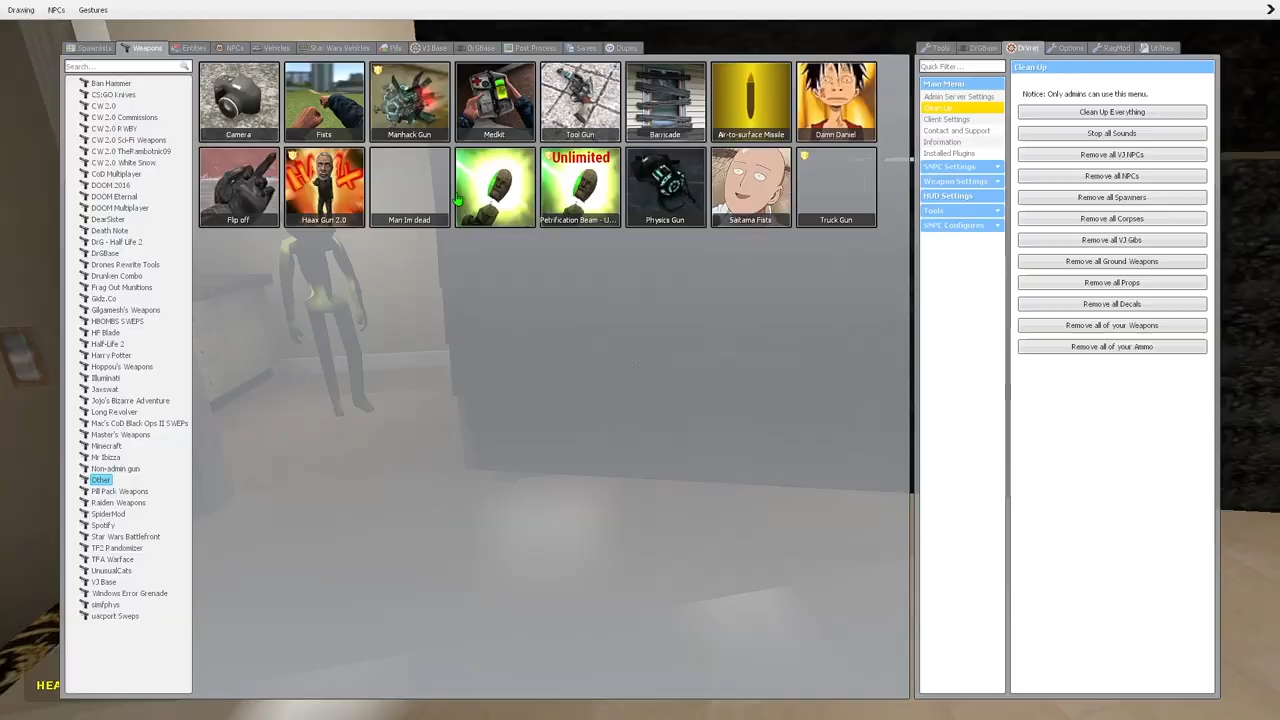 Drawing NPCs Gestures
Spawnlists Weapons Entities NPCs Vehicles Star Wars Vehicles Pills VJ Base DrGBase Post Process Saves Dupes
Tools DrGBase DrVrej Options RagMod Utilities
Search...
Ban Hammer
CS:GO Knives
CW 2.0
CW 2.0 Commissions
CW 2.0 RWBY
CW 2.0 Sci-Fi Weapons
CW 2.0 TheRambotnic09
CW 2.0 White Snow
CoD Multiplayer
DOOM 2016
DOOM Eternal
DOOM Multiplayer
DearSister
Death Note
DrG - Half Life 2
DrGBase
Drones Rewrite Tools
Drunken Combo
Frag Out Munitions
Gidz.Co
Gilgamesh's Weapons
HBOMBS SWEPS
HF Blade
Half-Life 2
Harry Potter
Hoppou's Weapons
Illuminati
Jaxswat
Jojo's Bizarre Adventure
Long Revolver
Mac's CoD Black Ops II SWEPs
Master's Weapons
Minecraft
Mr Ibizza
Non-admin gun
Other
Pill Pack Weapons
Raiden Weapons
SpiderMod
Spotify
Star Wars Battlefront
TF2 Randomizer
TFA Warface
UnusualCats
VJ Base
Windows Error Grenade
simfphys
uacport Sweps
Camera Fists Manhack Gun Medkit Tool Gun Barricade Air-to-surface Missile Damn Daniel
HAAX
Unlimited
Flip off Haax Gun 2.0 Man Im dead Petrification Beam - U... Physics Gun Saitama Fists Truck Gun
HEA
Quick Filter...
Main Menu
Admin Server Settings
Clean Up
Client Settings
Contact and Support
Information
Installed Plugins
SNPC Settings
Weapon Settings
HUD Settings
Tools
SNPC Configures
Clean Up
Notice: Only admins can use this menu.
Clean Up Everything
Stop all Sounds
Remove all VJ NPCs
Remove all NPCs
Remove all Spawners
Remove all Corpses
Remove all VJ Gibs
Remove all Ground Weapons
Remove all Props
Remove all Decals
Remove all of your Weapons
Remove all of your Ammo